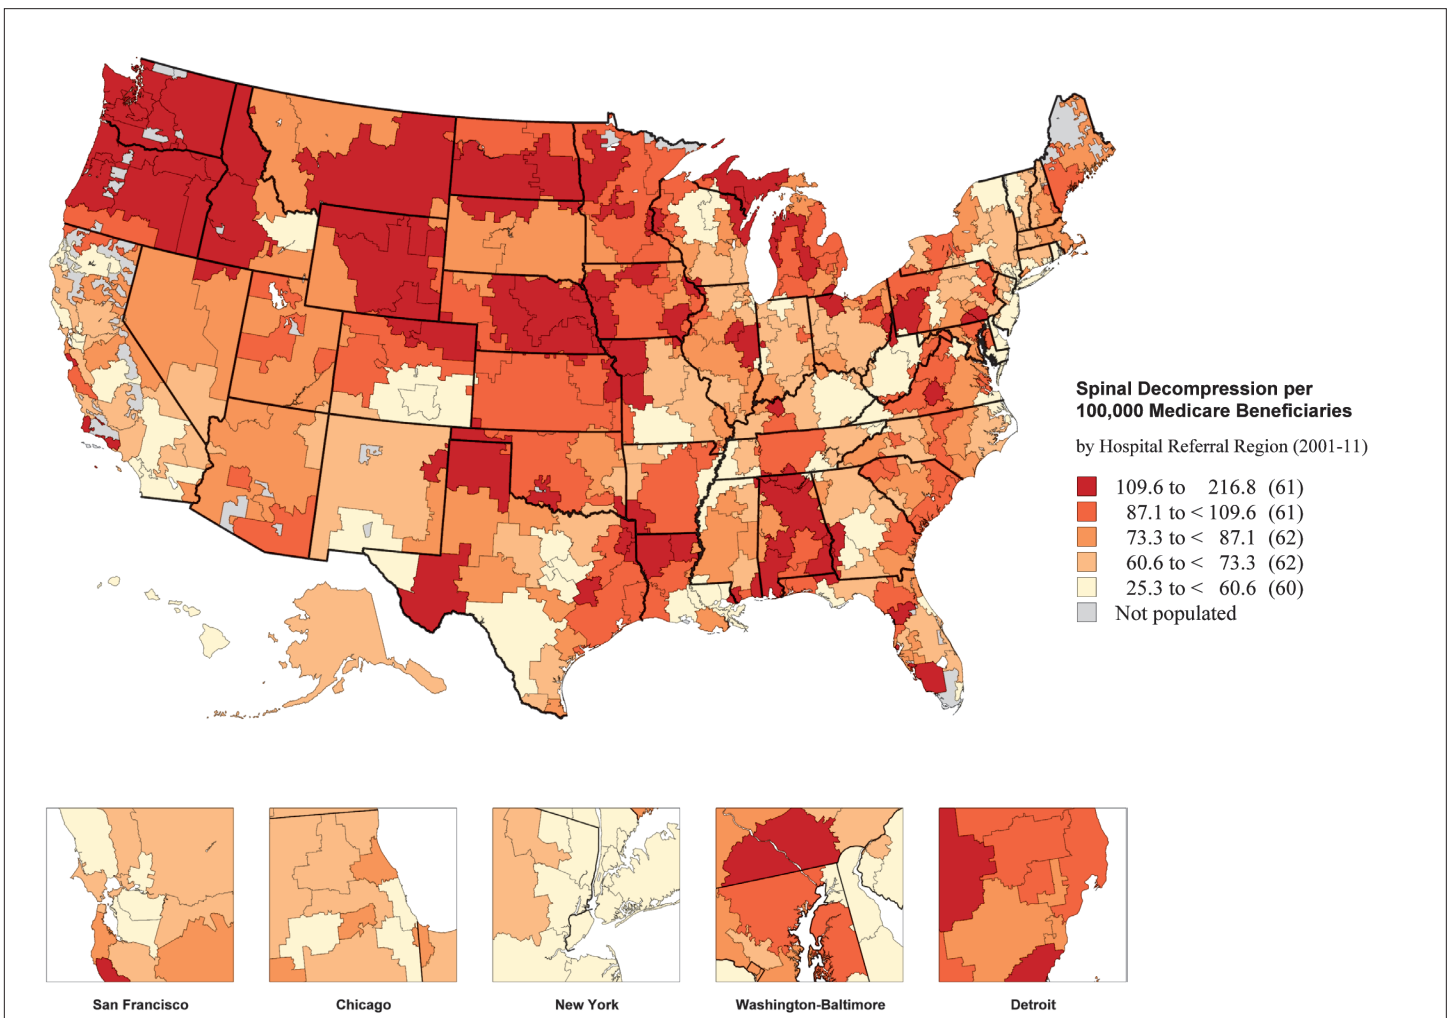 Spinal Decompression per
100,000 Medicare Beneficiaries
by Hospital Referral Region (2001-11)
109.6 to 216.8 (61)
87.1 to < 109.6 (61)
73.3 to < 87.1 (62)
60.6 to < 73.3 (62)
25.3 to < 60.6 (60)
Not populated
San Francisco
Chicago
New York
Washington-Baltimore
Detroit